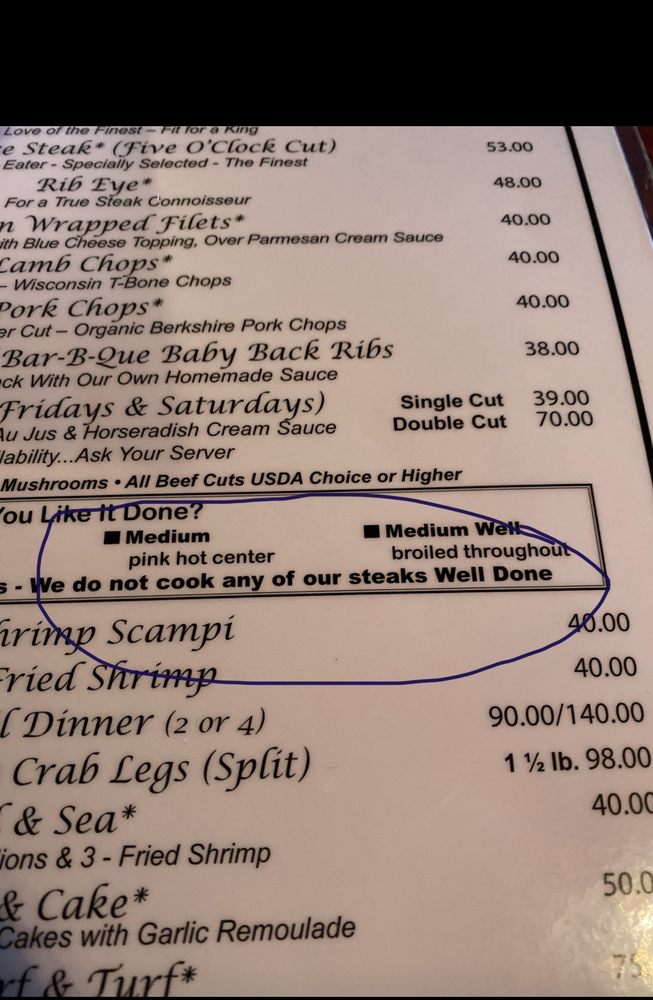 Love of the Finest – Fit for a King
e Steak* (Five O'Clock Cut) 53.00
Eater - Specially Selected - The Finest
Rib Eye* 48.00
For a True Steak Connoisseur
n Wrapped Filets* 40.00
ith Blue Cheese Topping, Over Parmesan Cream Sauce
Lamb Chops* 40.00
– Wisconsin T-Bone Chops
Pork Chops* 40.00
er Cut – Organic Berkshire Pork Chops
Bar-B-Que Baby Back Ribs 38.00
ck With Our Own Homemade Sauce
Fridays & Saturdays) Single Cut 39.00
Au Jus & Horseradish Cream Sauce Double Cut 70.00
lability...Ask Your Server
Mushrooms • All Beef Cuts USDA Choice or Higher
You Like It Done?
■ Medium ■ Medium Well
pink hot center broiled throughout
s - We do not cook any of our steaks Well Done
hrimp Scampi 40.00
Fried Shrimp 40.00
l Dinner (2 or 4) 90.00/140.00
Crab Legs (Split) 1 ½ lb. 98.00
& Sea* 40.00
ions & 3 - Fried Shrimp
& Cake* 50.0
Cakes with Garlic Remoulade
rf & Turf* 75